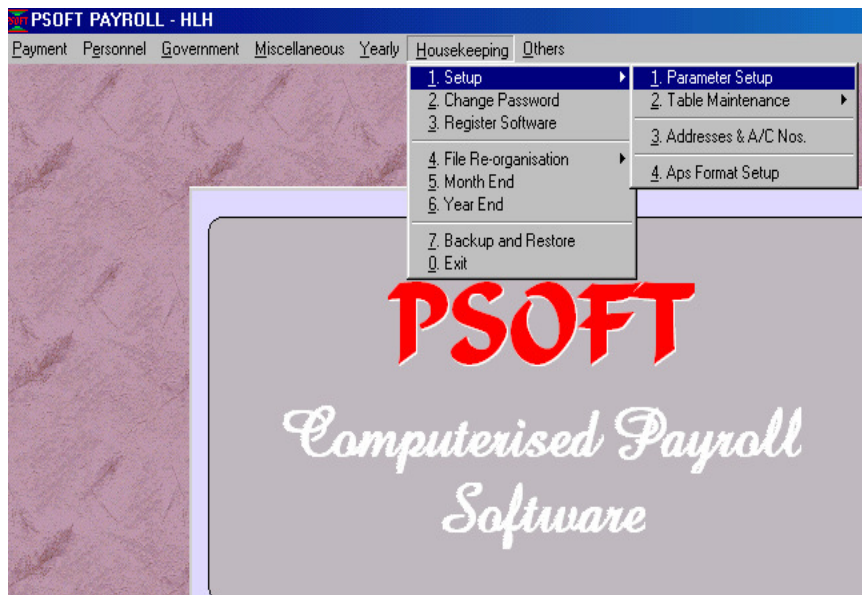 PSOFT PAYROLL - HLH
Payment Personnel Government Miscellaneous Yearly Housekeeping Others
1. Setup
2. Change Password
3. Register Software
4. File Re-organisation
5. Month End
6. Year End
7. Backup and Restore
0. Exit
1. Parameter Setup
2. Table Maintenance
3. Addresses & A/C Nos.
4. Aps Format Setup
PSOFT
Computerised Payroll
Software